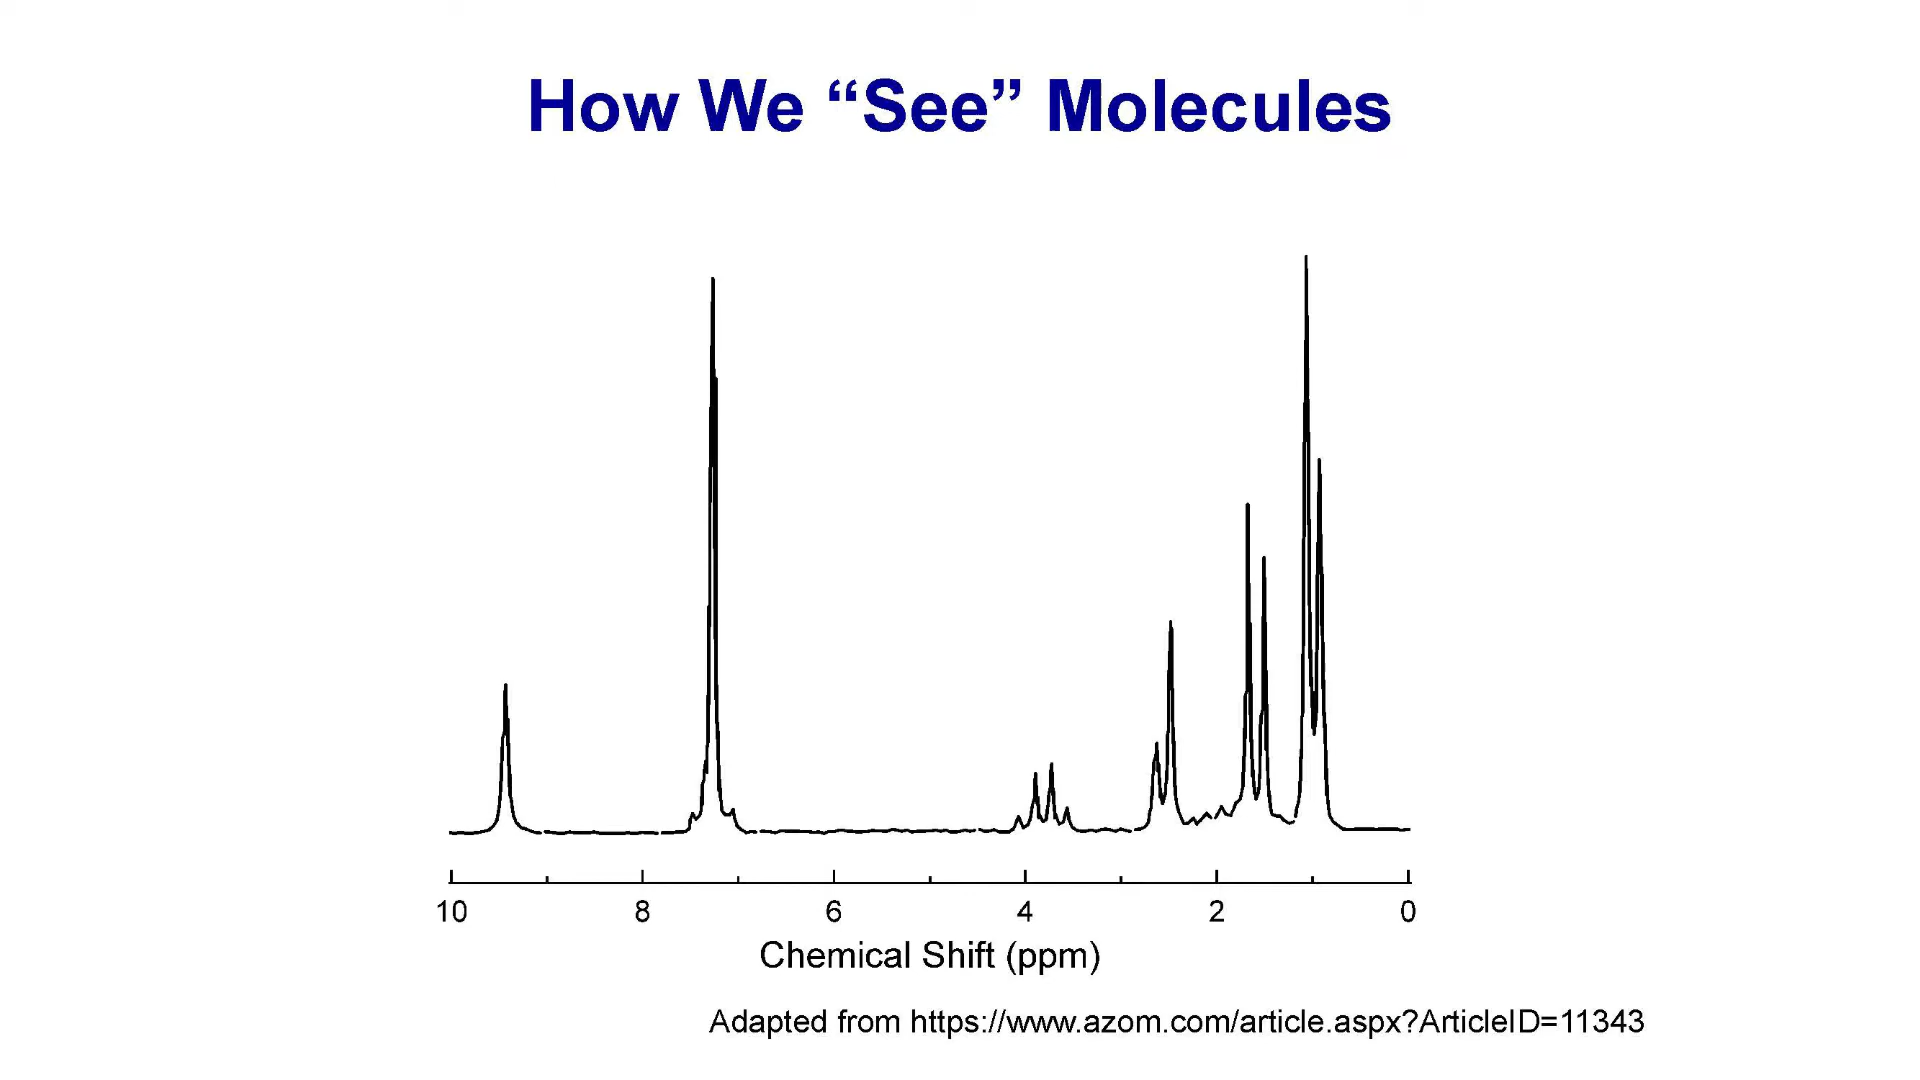 How We “See” Molecules
10 8 6 4 2 0
Chemical Shift (ppm)
Adapted from https://www.azom.com/article.aspx?ArticleID=11343